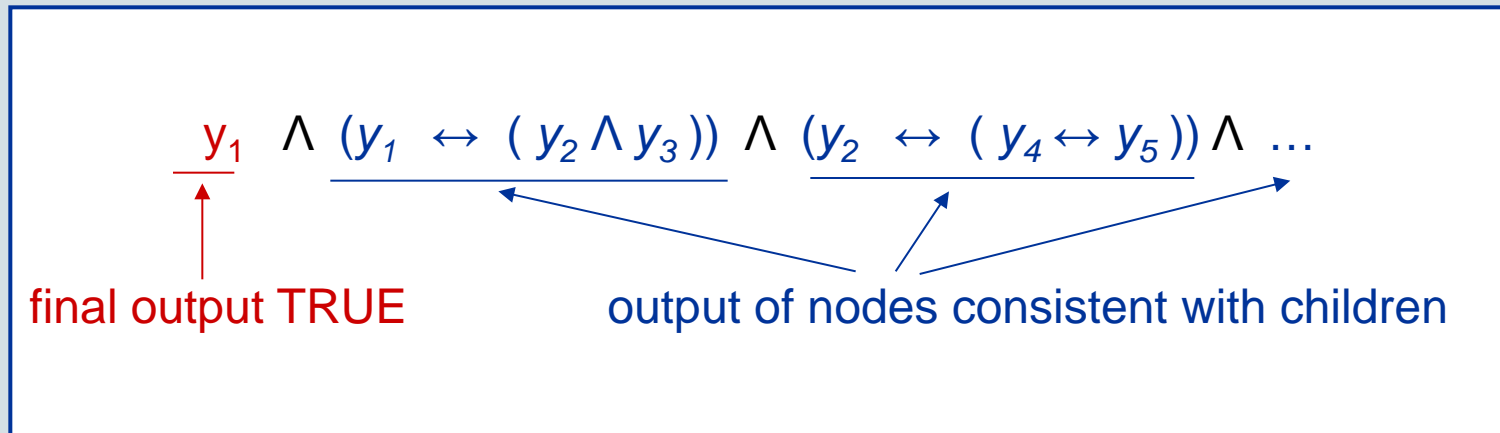 y₁ Λ (y₁ ↔ ( y₂ Λ y₃ )) Λ (y₂ ↔ ( y₄ ↔ y₅ )) Λ …
final output TRUE output of nodes consistent with children